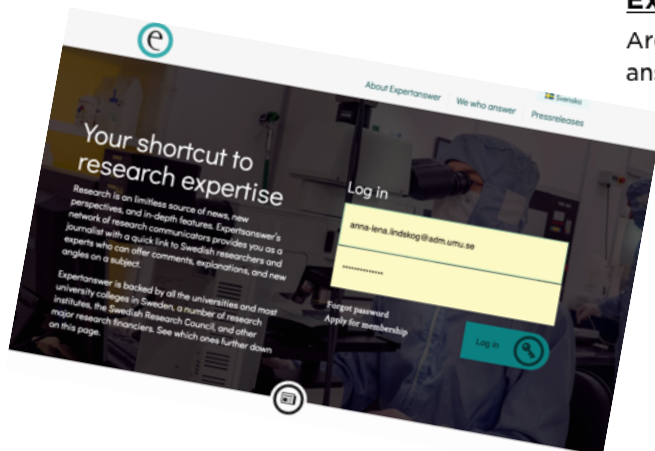 Ex
Are
ans
e
Svenska
About Expertanswer
We who answer
Pressreleases
Your shortcut to
research expertise
Research is an limitless source of news, new
perspectives, and in-depth features. Expertsanswer's
network of research communicators provides you as a
journalist with a quick link to Swedish researchers and
experts who can offer comments, explanations, and new
angles on a subject.
Expertanswer is backed by all the universities and most
university colleges in Sweden, a number of research
institutes, the Swedish Research Council, and other
major research financiers. See which ones further down
on this page.
Log in
anna-lena.lindskog@adm.umu.se
Forgot password
Apply for membership
Log in